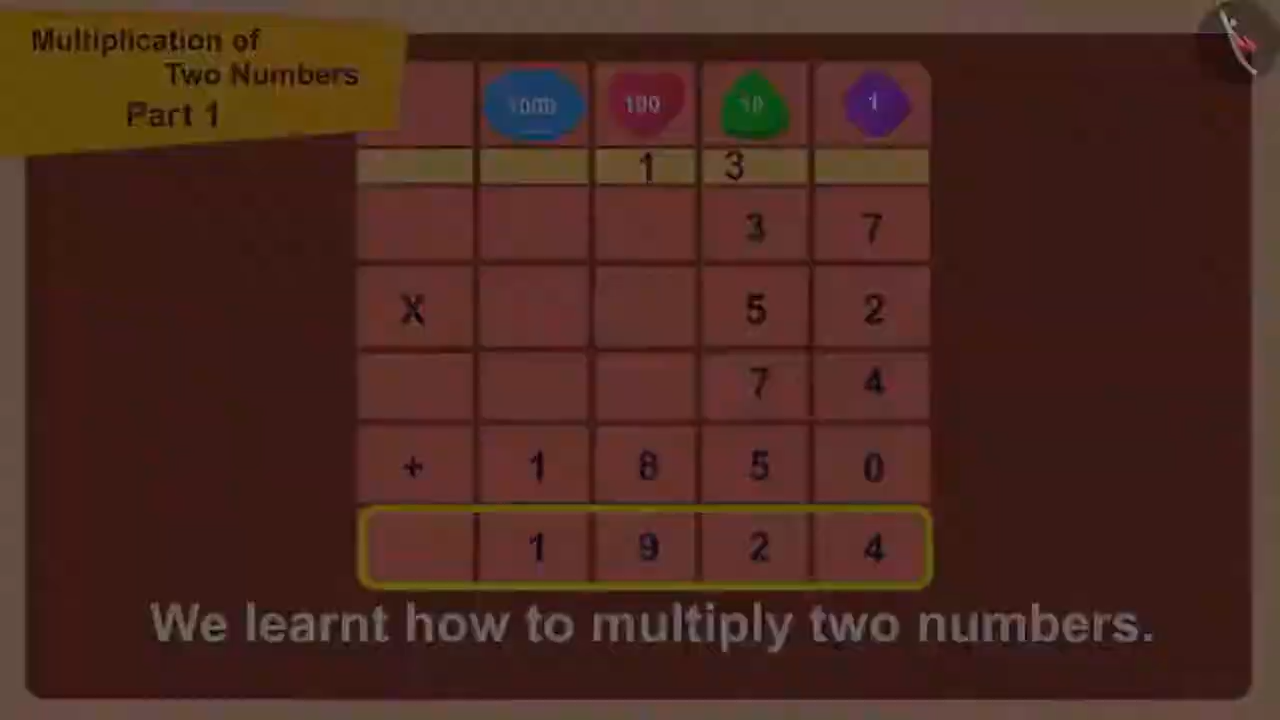 Multiplication of
Two Numbers
Part 1
1000 100 10 1
1 3
3 7
X 5 2
7 4
+ 1 8 5 0
1 9 2 4
We learnt how to multiply two numbers.